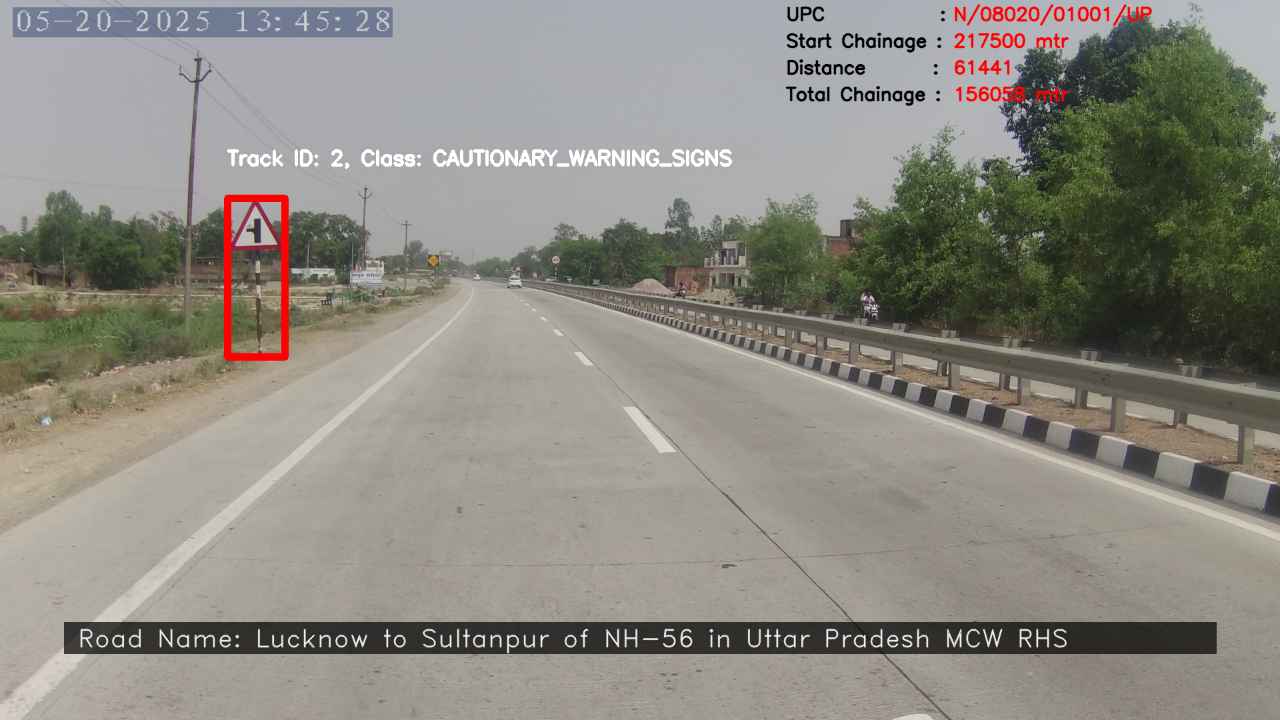 05-20-2025 13:45:28
UPC : N/08020/01001/UP
Start Chainage : 217500 mtr
Distance : 61441
Total Chainage : 156058 mtr
Track ID: 2, Class: CAUTIONARY_WARNING_SIGNS
Road Name: Lucknow to Sultanpur of NH-56 in Uttar Pradesh MCW RHS